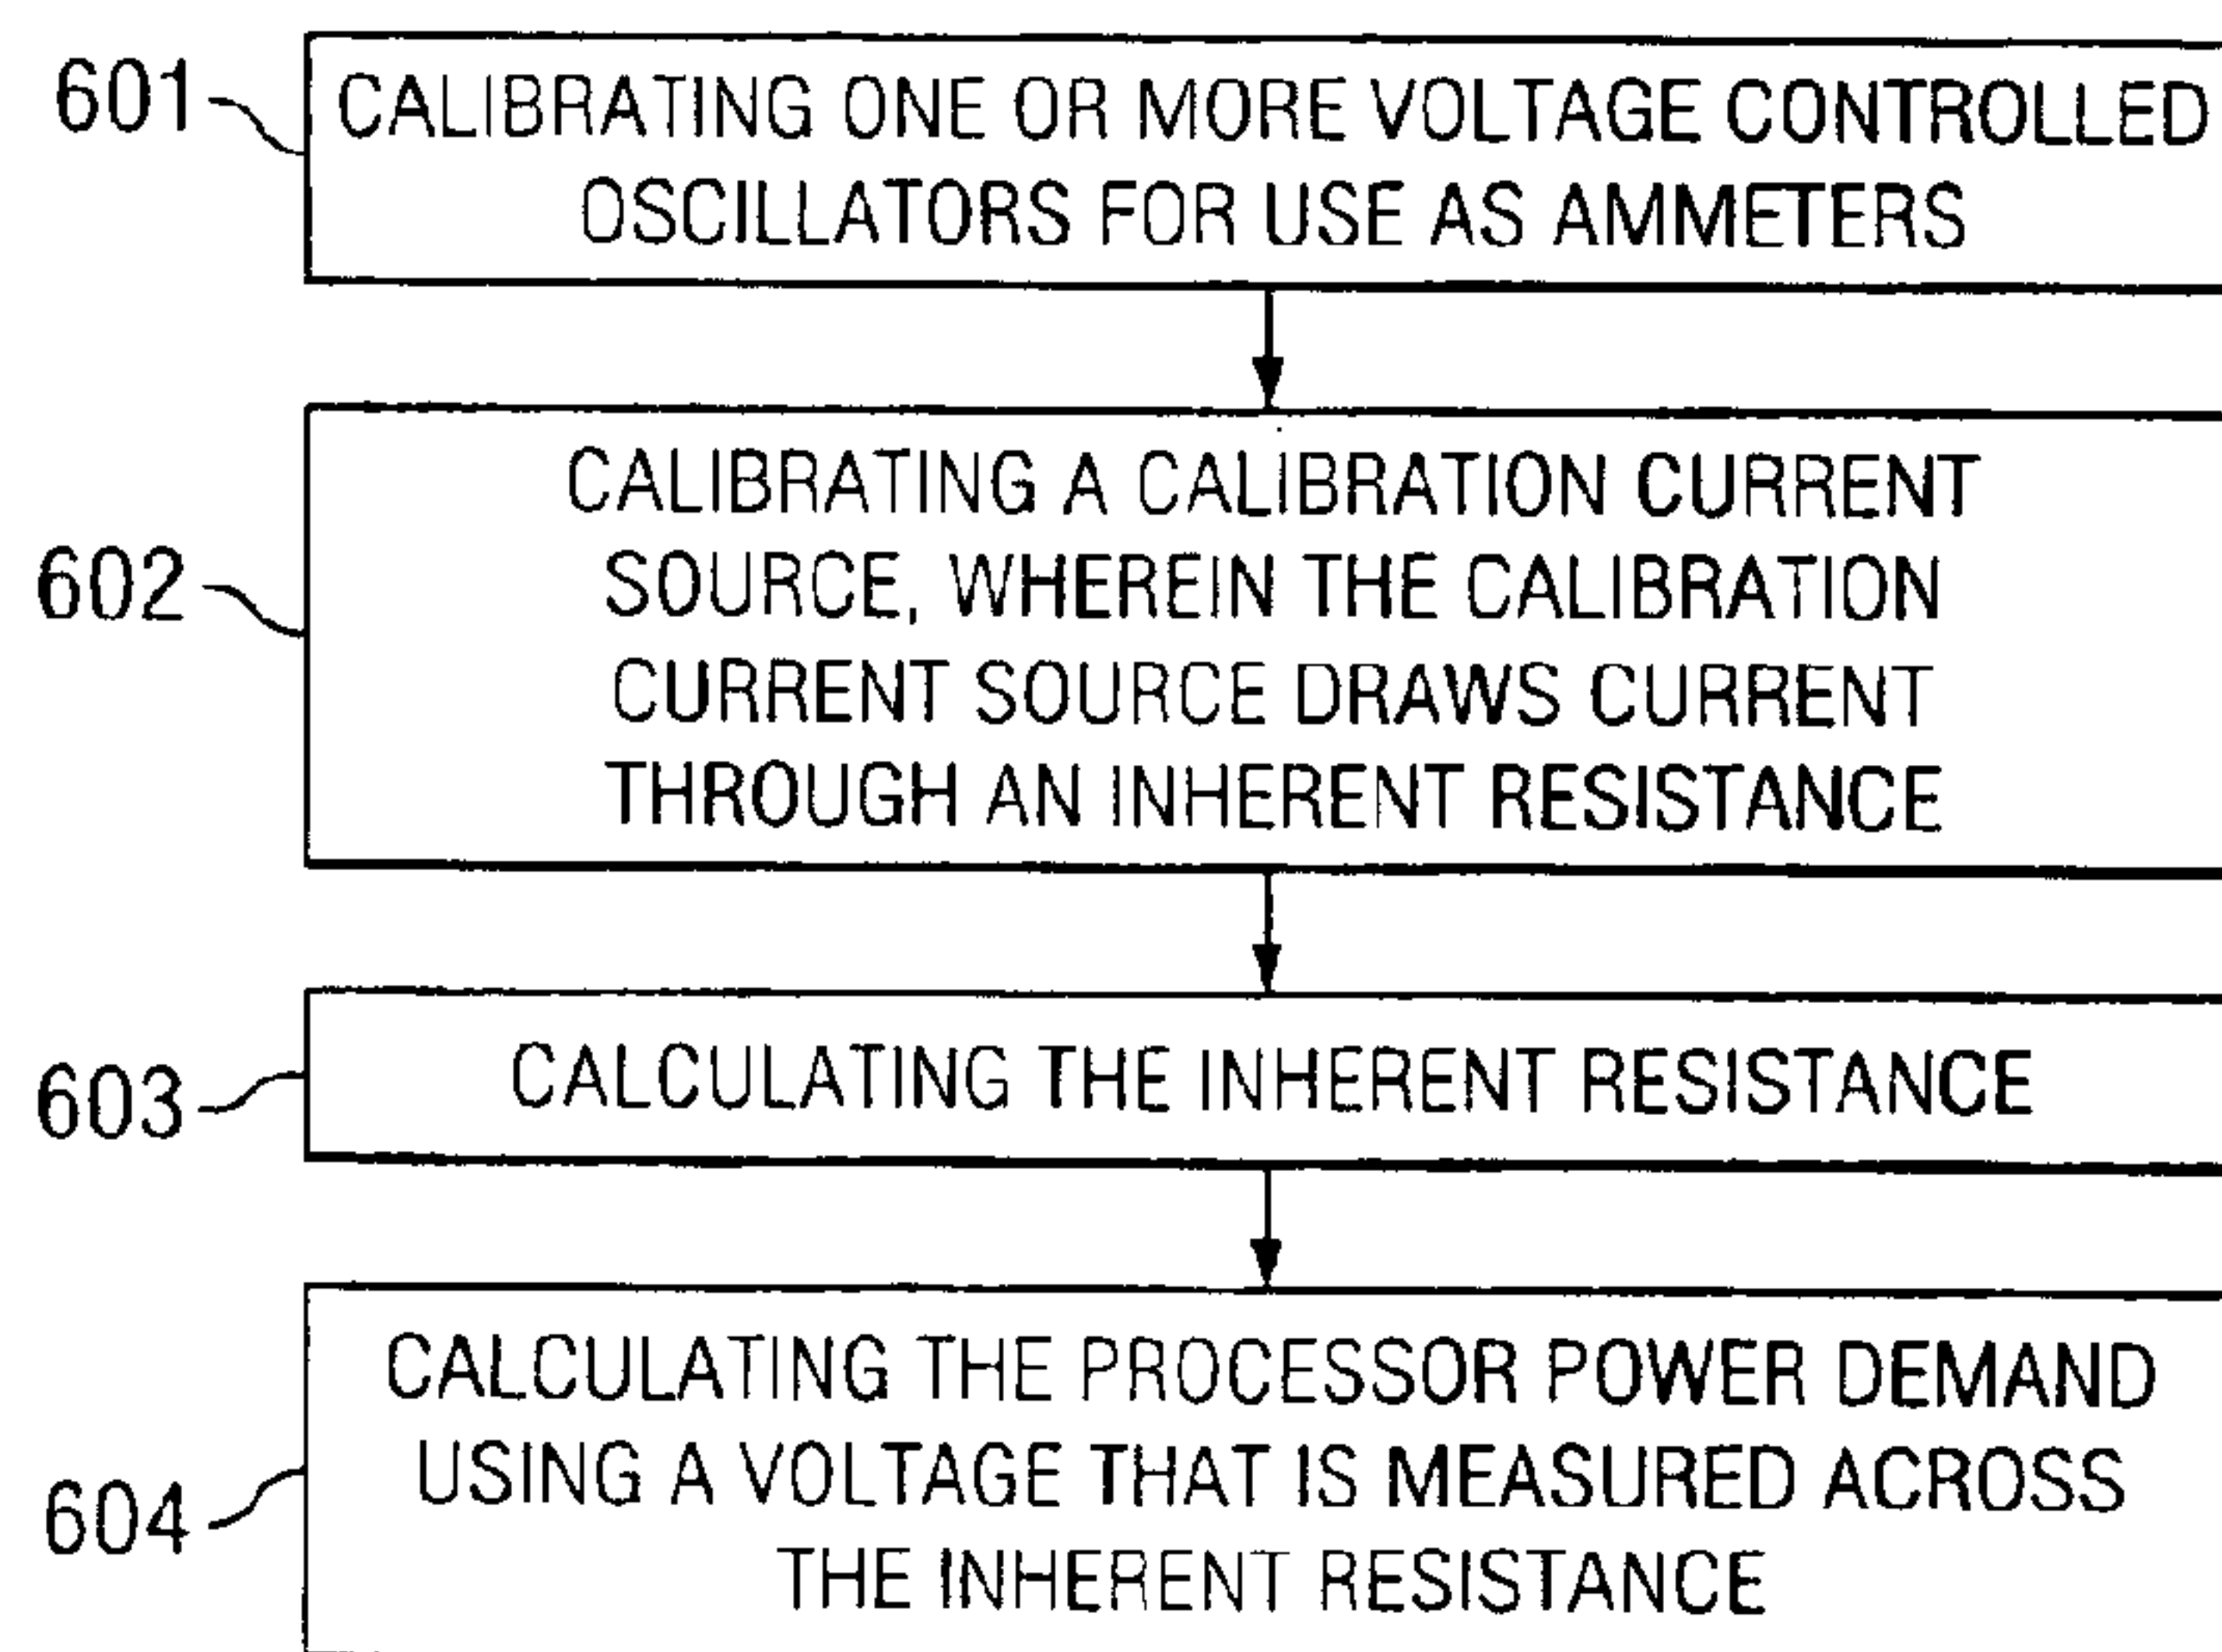 601
CALIBRATING ONE OR MORE VOLTAGE CONTROLLED
OSCILLATORS FOR USE AS AMMETERS
602
CALIBRATING A CALIBRATION CURRENT
SOURCE, WHEREIN THE CALIBRATION
CURRENT SOURCE DRAWS CURRENT
THROUGH AN INHERENT RESISTANCE
603
CALCULATING THE INHERENT RESISTANCE
604
CALCULATING THE PROCESSOR POWER DEMAND
USING A VOLTAGE THAT IS MEASURED ACROSS
THE INHERENT RESISTANCE